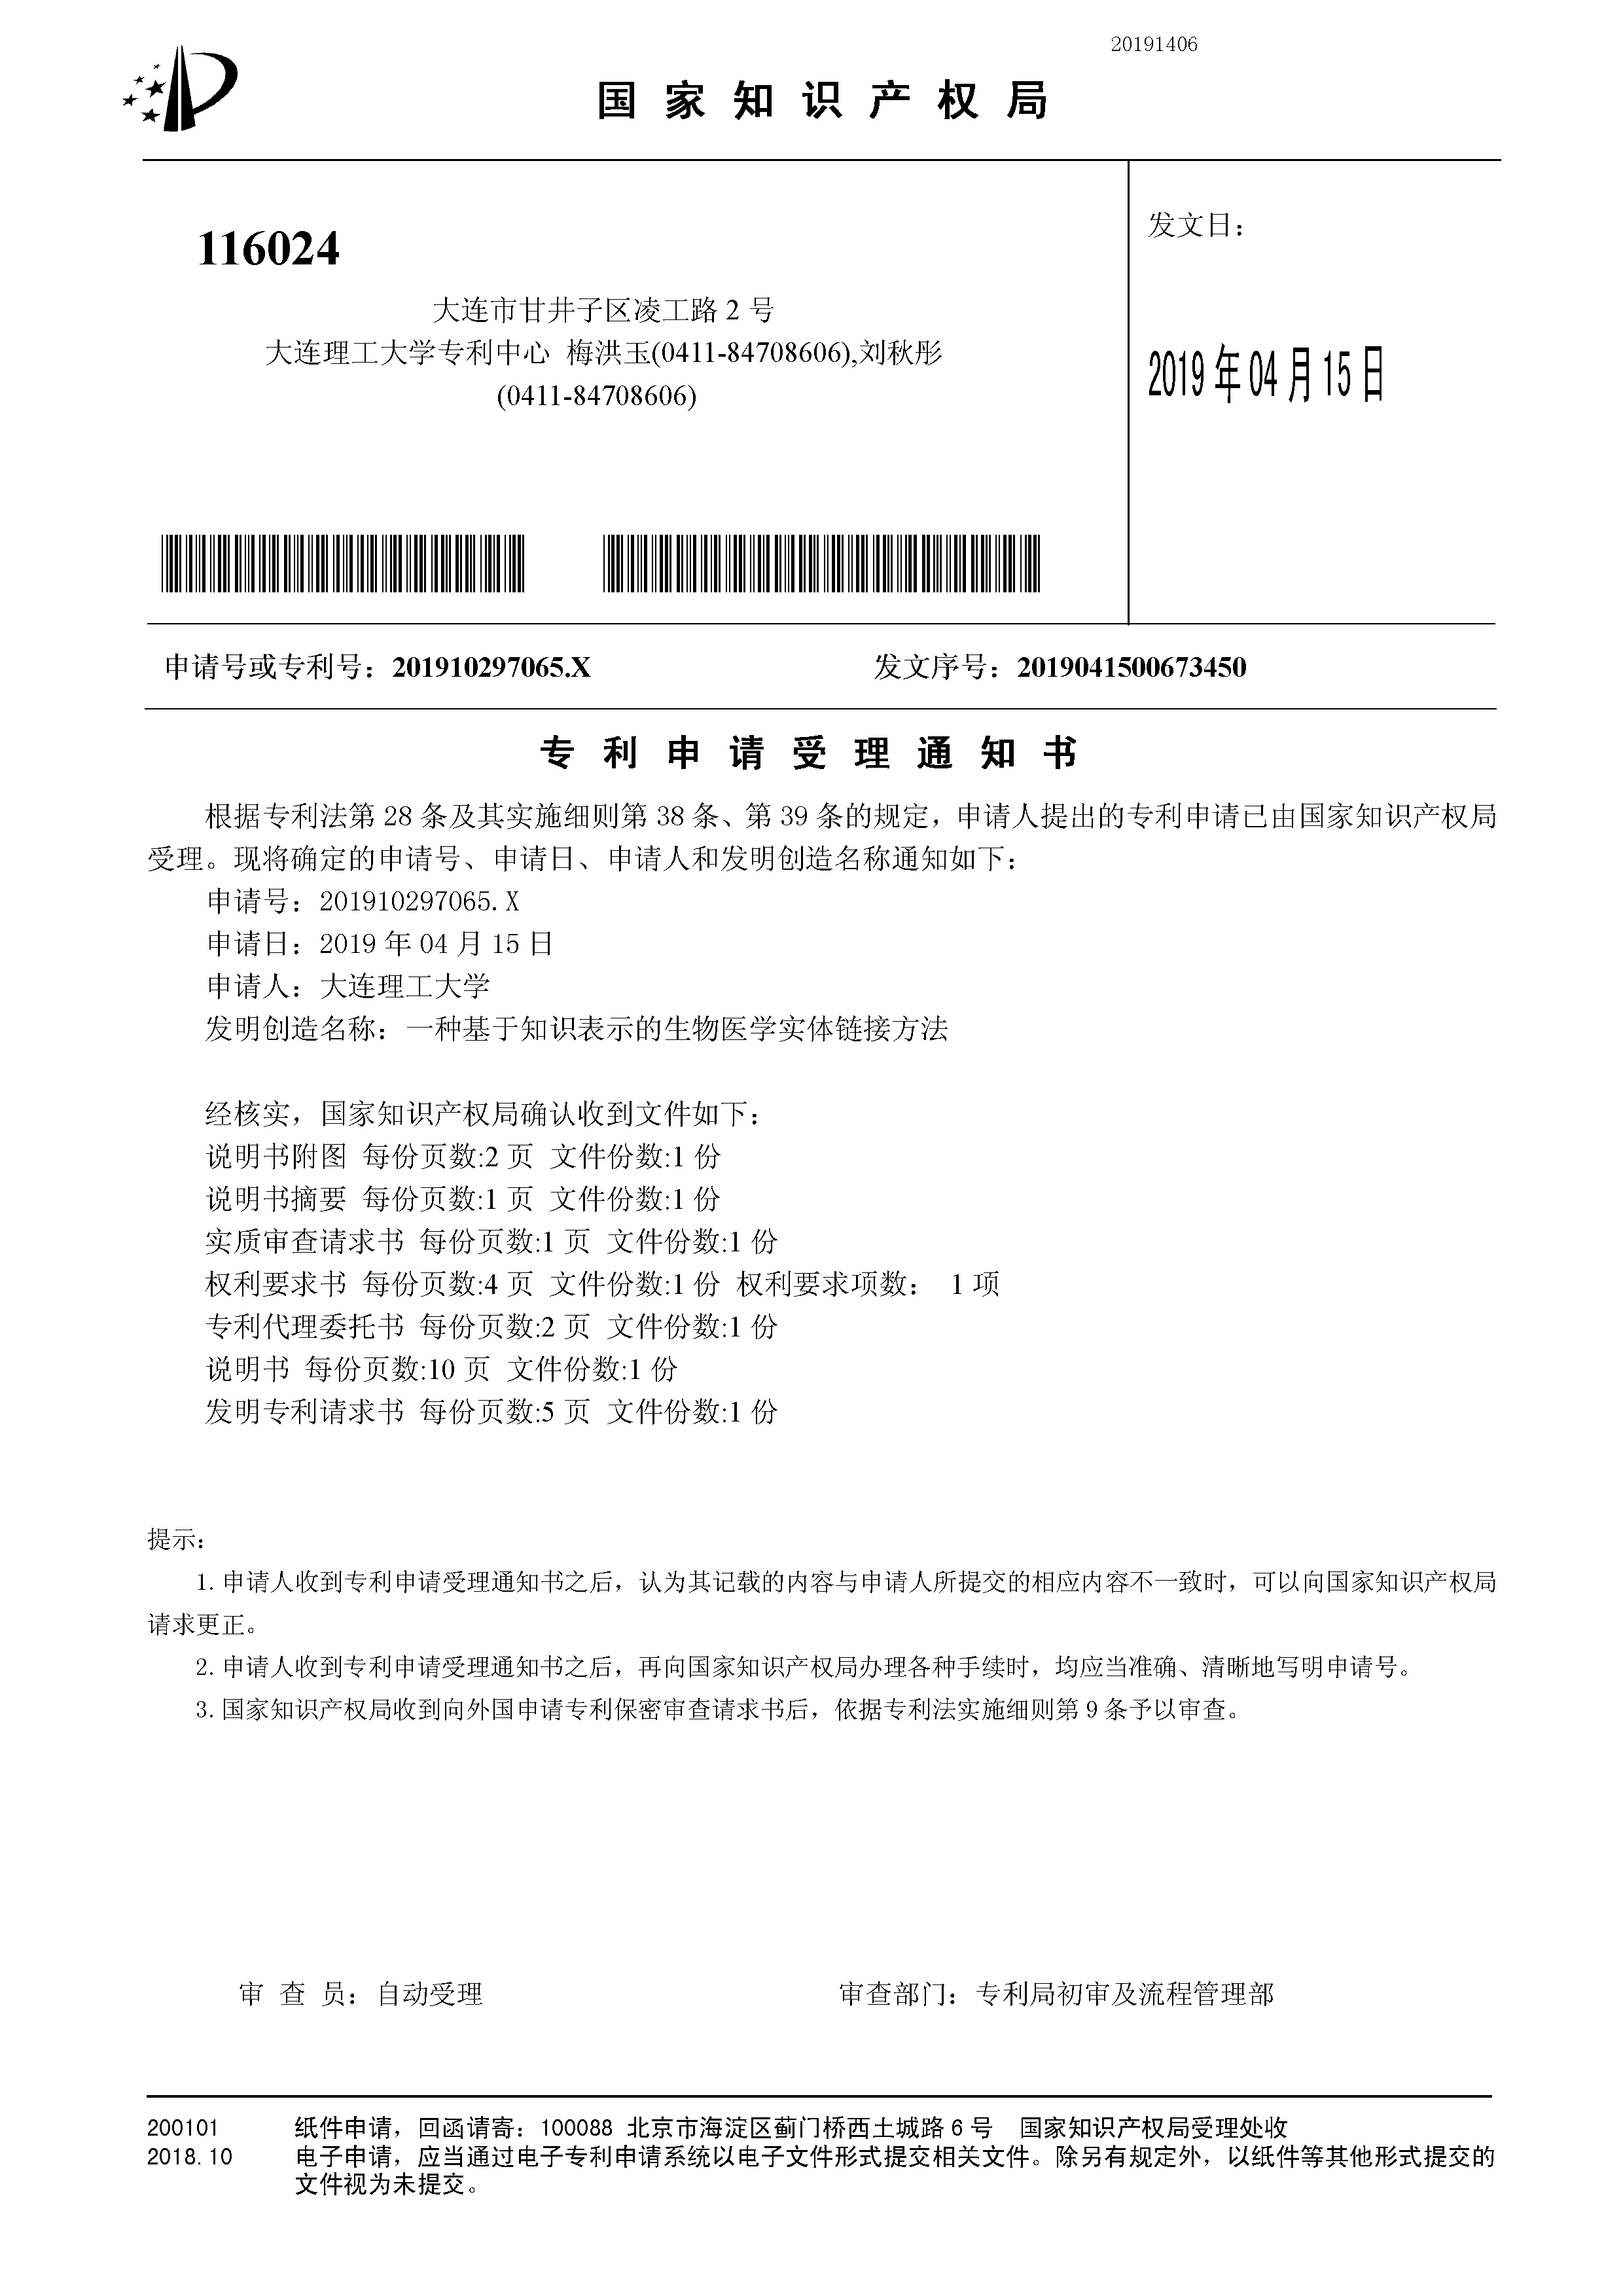 20191406
国家知识产权局
116024
发文日：
大连市甘井子区凌工路 2 号
大连理工大学专利中心 梅洪玉(0411-84708606),刘秋彤
(0411-84708606)
2019 年 04 月 15 日
申请号或专利号：201910297065.X 发文序号：2019041500673450
专利申请受理通知书
根据专利法第 28 条及其实施细则第 38 条、第 39 条的规定，申请人提出的专利申请已由国家知识产权局
受理。现将确定的申请号、申请日、申请人和发明创造名称通知如下：
申请号：201910297065.X
申请日：2019 年 04 月 15 日
申请人：大连理工大学
发明创造名称：一种基于知识表示的生物医学实体链接方法
经核实，国家知识产权局确认收到文件如下：
说明书附图 每份页数:2 页 文件份数:1 份
说明书摘要 每份页数:1 页 文件份数:1 份
实质审查请求书 每份页数:1 页 文件份数:1 份
权利要求书 每份页数:4 页 文件份数:1 份 权利要求项数： 1 项
专利代理委托书 每份页数:2 页 文件份数:1 份
说明书 每份页数:10 页 文件份数:1 份
发明专利请求书 每份页数:5 页 文件份数:1 份
提示：
1. 申请人收到专利申请受理通知书之后，认为其记载的内容与申请人所提交的相应内容不一致时，可以向国家知识产权局
请求更正。
2. 申请人收到专利申请受理通知书之后，再向国家知识产权局办理各种手续时，均应当准确、清晰地写明申请号。
3. 国家知识产权局收到向外国申请专利保密审查请求书后，依据专利法实施细则第 9 条予以审查。
审 查 员：自动受理 审查部门：专利局初审及流程管理部
200101 纸件申请，回函请寄：100088 北京市海淀区蓟门桥西土城路 6 号 国家知识产权局受理处收
2018.10 电子申请，应当通过电子专利申请系统以电子文件形式提交相关文件。除另有规定外，以纸件等其他形式提交的
文件视为未提交。